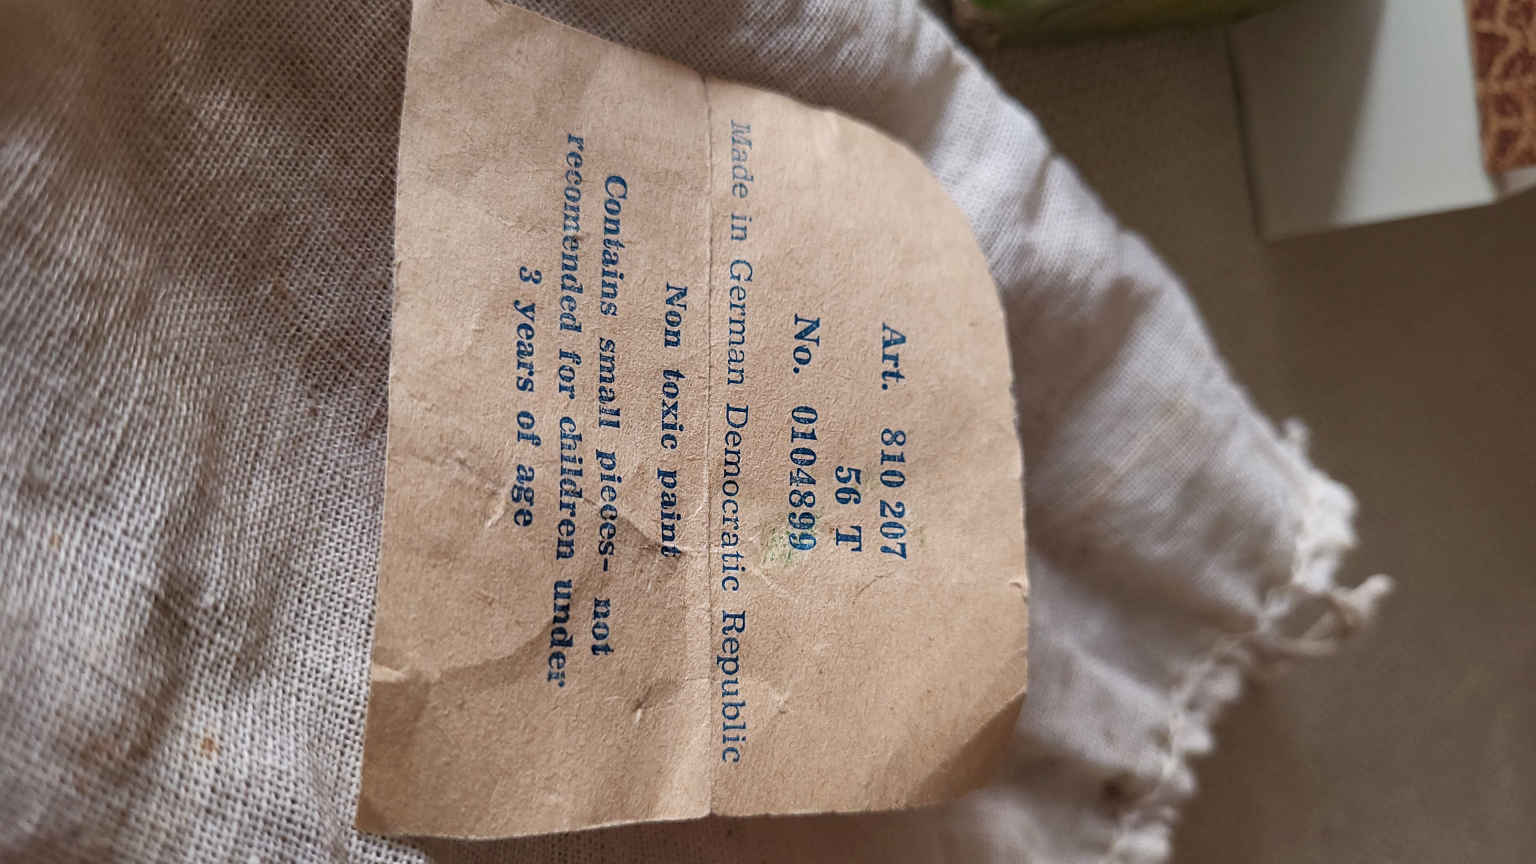 Art. 810 207
56 T
No. 0104899
Made in German Democratic Republic
Non toxic paint
Contains small pieces- not
recomended for children under
3 years of age